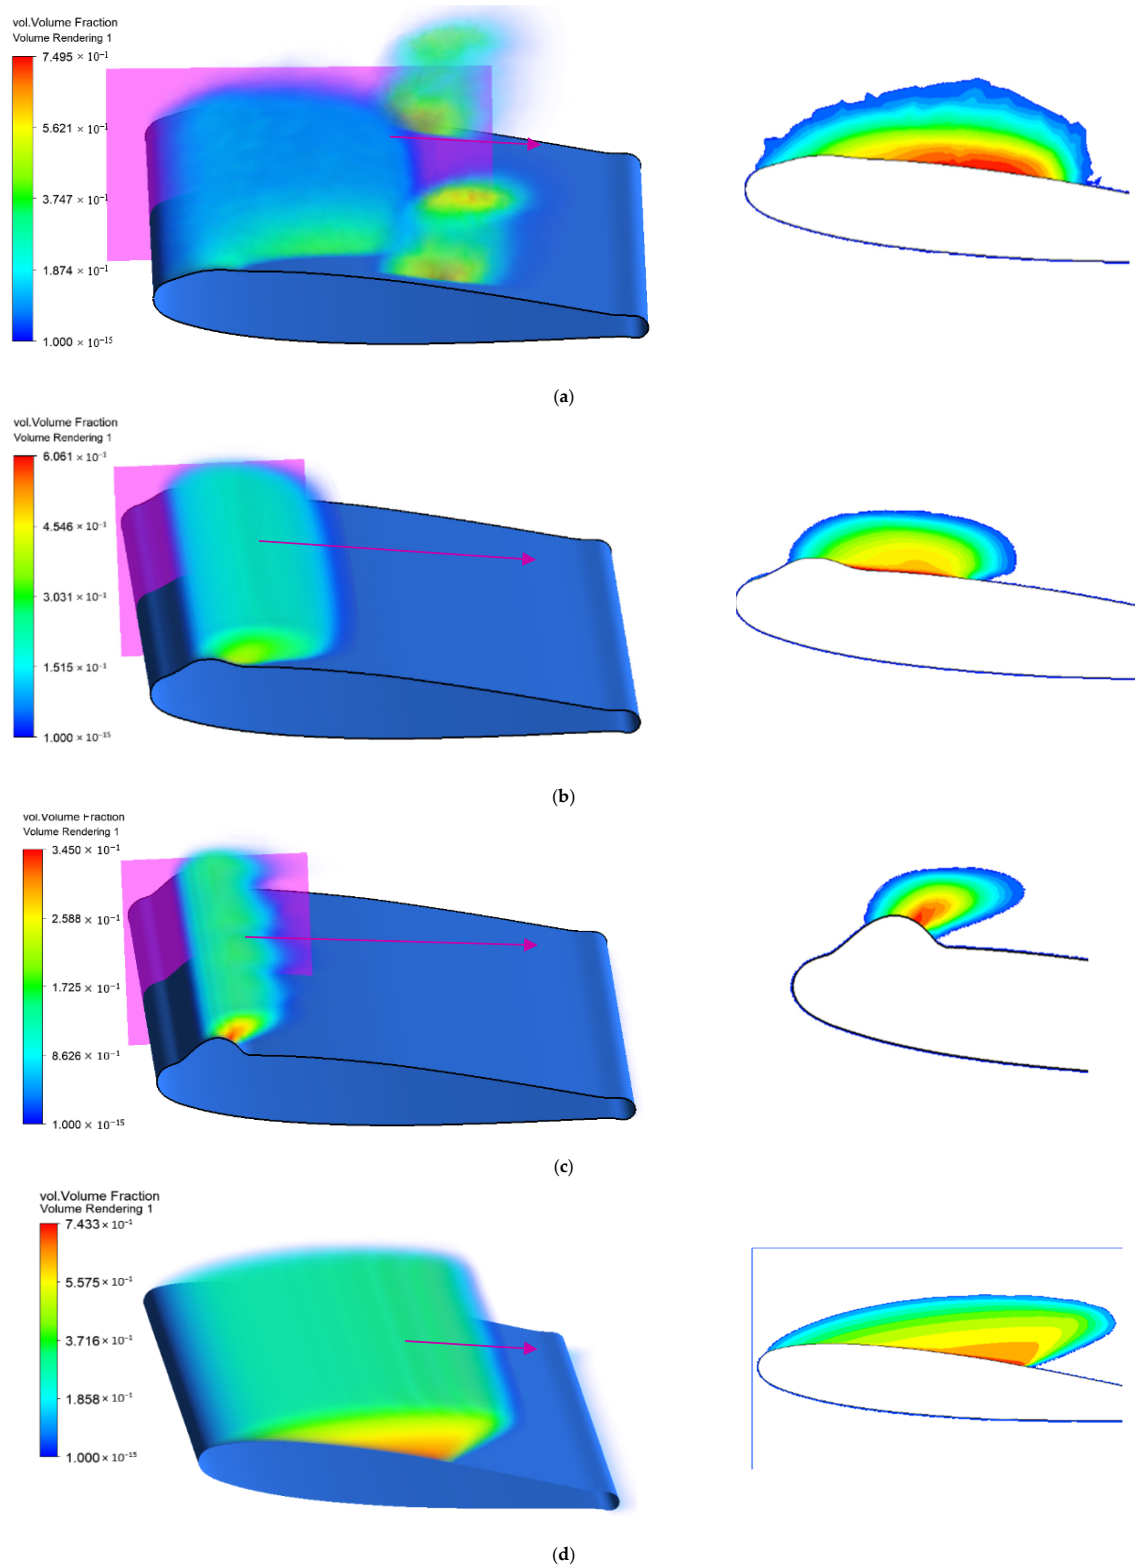 vol.Volume Fraction
Volume Rendering 1
7.495 × 10⁻¹
5.621 × 10⁻¹
3.747 × 10⁻¹
1.874 × 10⁻¹
1.000 × 10⁻¹⁵
(a)
vol.Volume Fraction
Volume Rendering 1
6.061 × 10⁻¹
4.546 × 10⁻¹
3.031 × 10⁻¹
1.515 × 10⁻¹
1.000 × 10⁻¹⁵
(b)
vol.Volume Fraction
Volume Rendering 1
3.450 × 10⁻¹
2.588 × 10⁻¹
1.725 × 10⁻¹
8.626 × 10⁻¹
1.000 × 10⁻¹⁵
(c)
vol.Volume Fraction
Volume Rendering 1
7.433 × 10⁻¹
5.575 × 10⁻¹
3.716 × 10⁻¹
1.858 × 10⁻¹
1.000 × 10⁻¹⁵
(d)